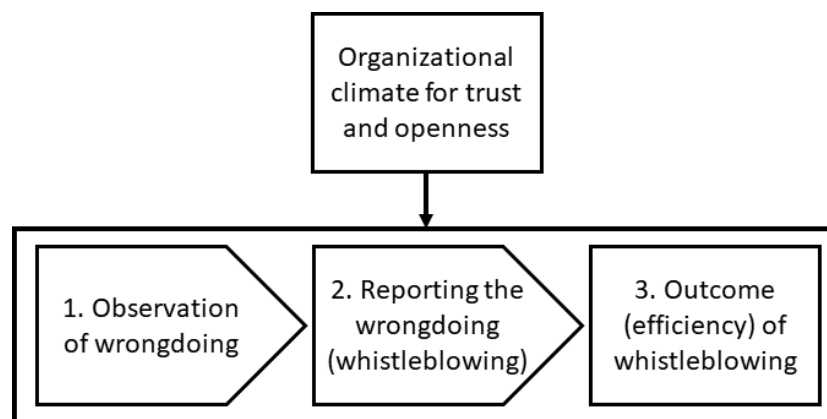 Organizational
climate for trust
and openness
1. Observation
of wrongdoing
2. Reporting the
wrongdoing
(whistleblowing)
3. Outcome
(efficiency) of
whistleblowing